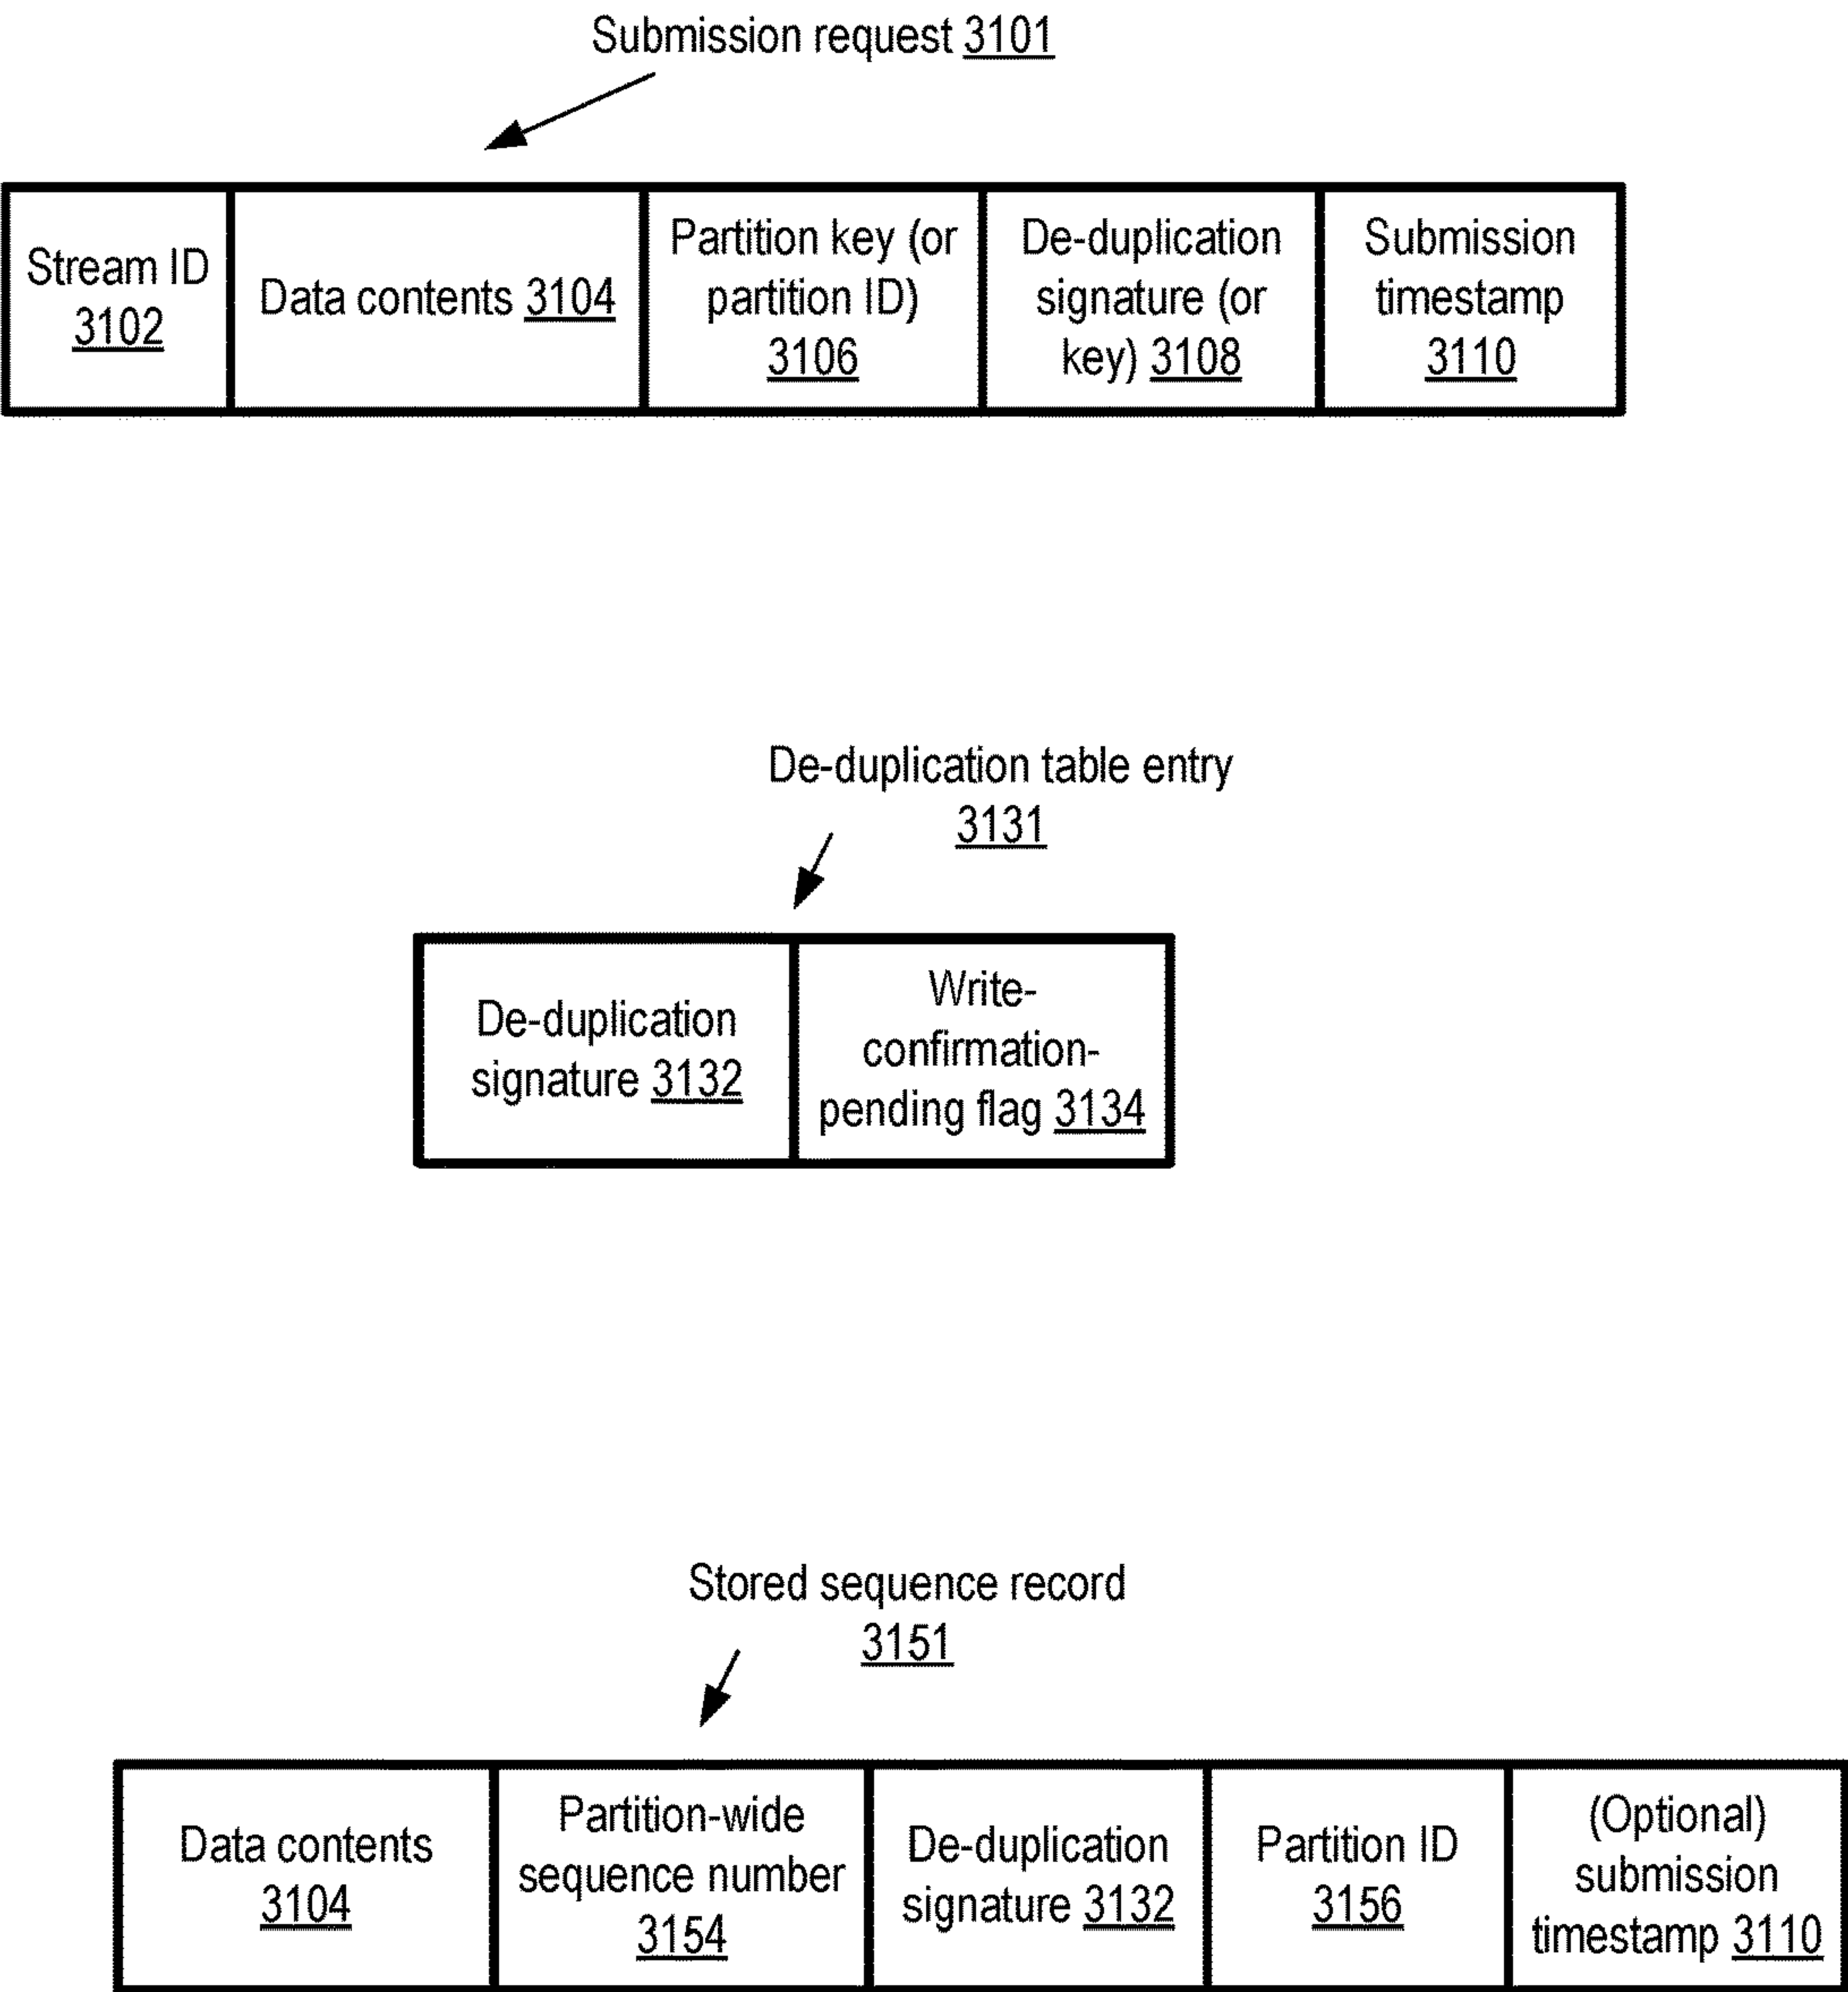 Submission request 3101
Stream ID
3102
Data contents 3104
Partition key (or
partition ID)
3106
De-duplication
signature (or
key) 3108
Submission
timestamp
3110
De-duplication table entry
3131
De-duplication
signature 3132
Write-
confirmation-
pending flag 3134
Stored sequence record
3151
Data contents
3104
Partition-wide
sequence number
3154
De-duplication
signature 3132
Partition ID
3156
(Optional)
submission
timestamp 3110